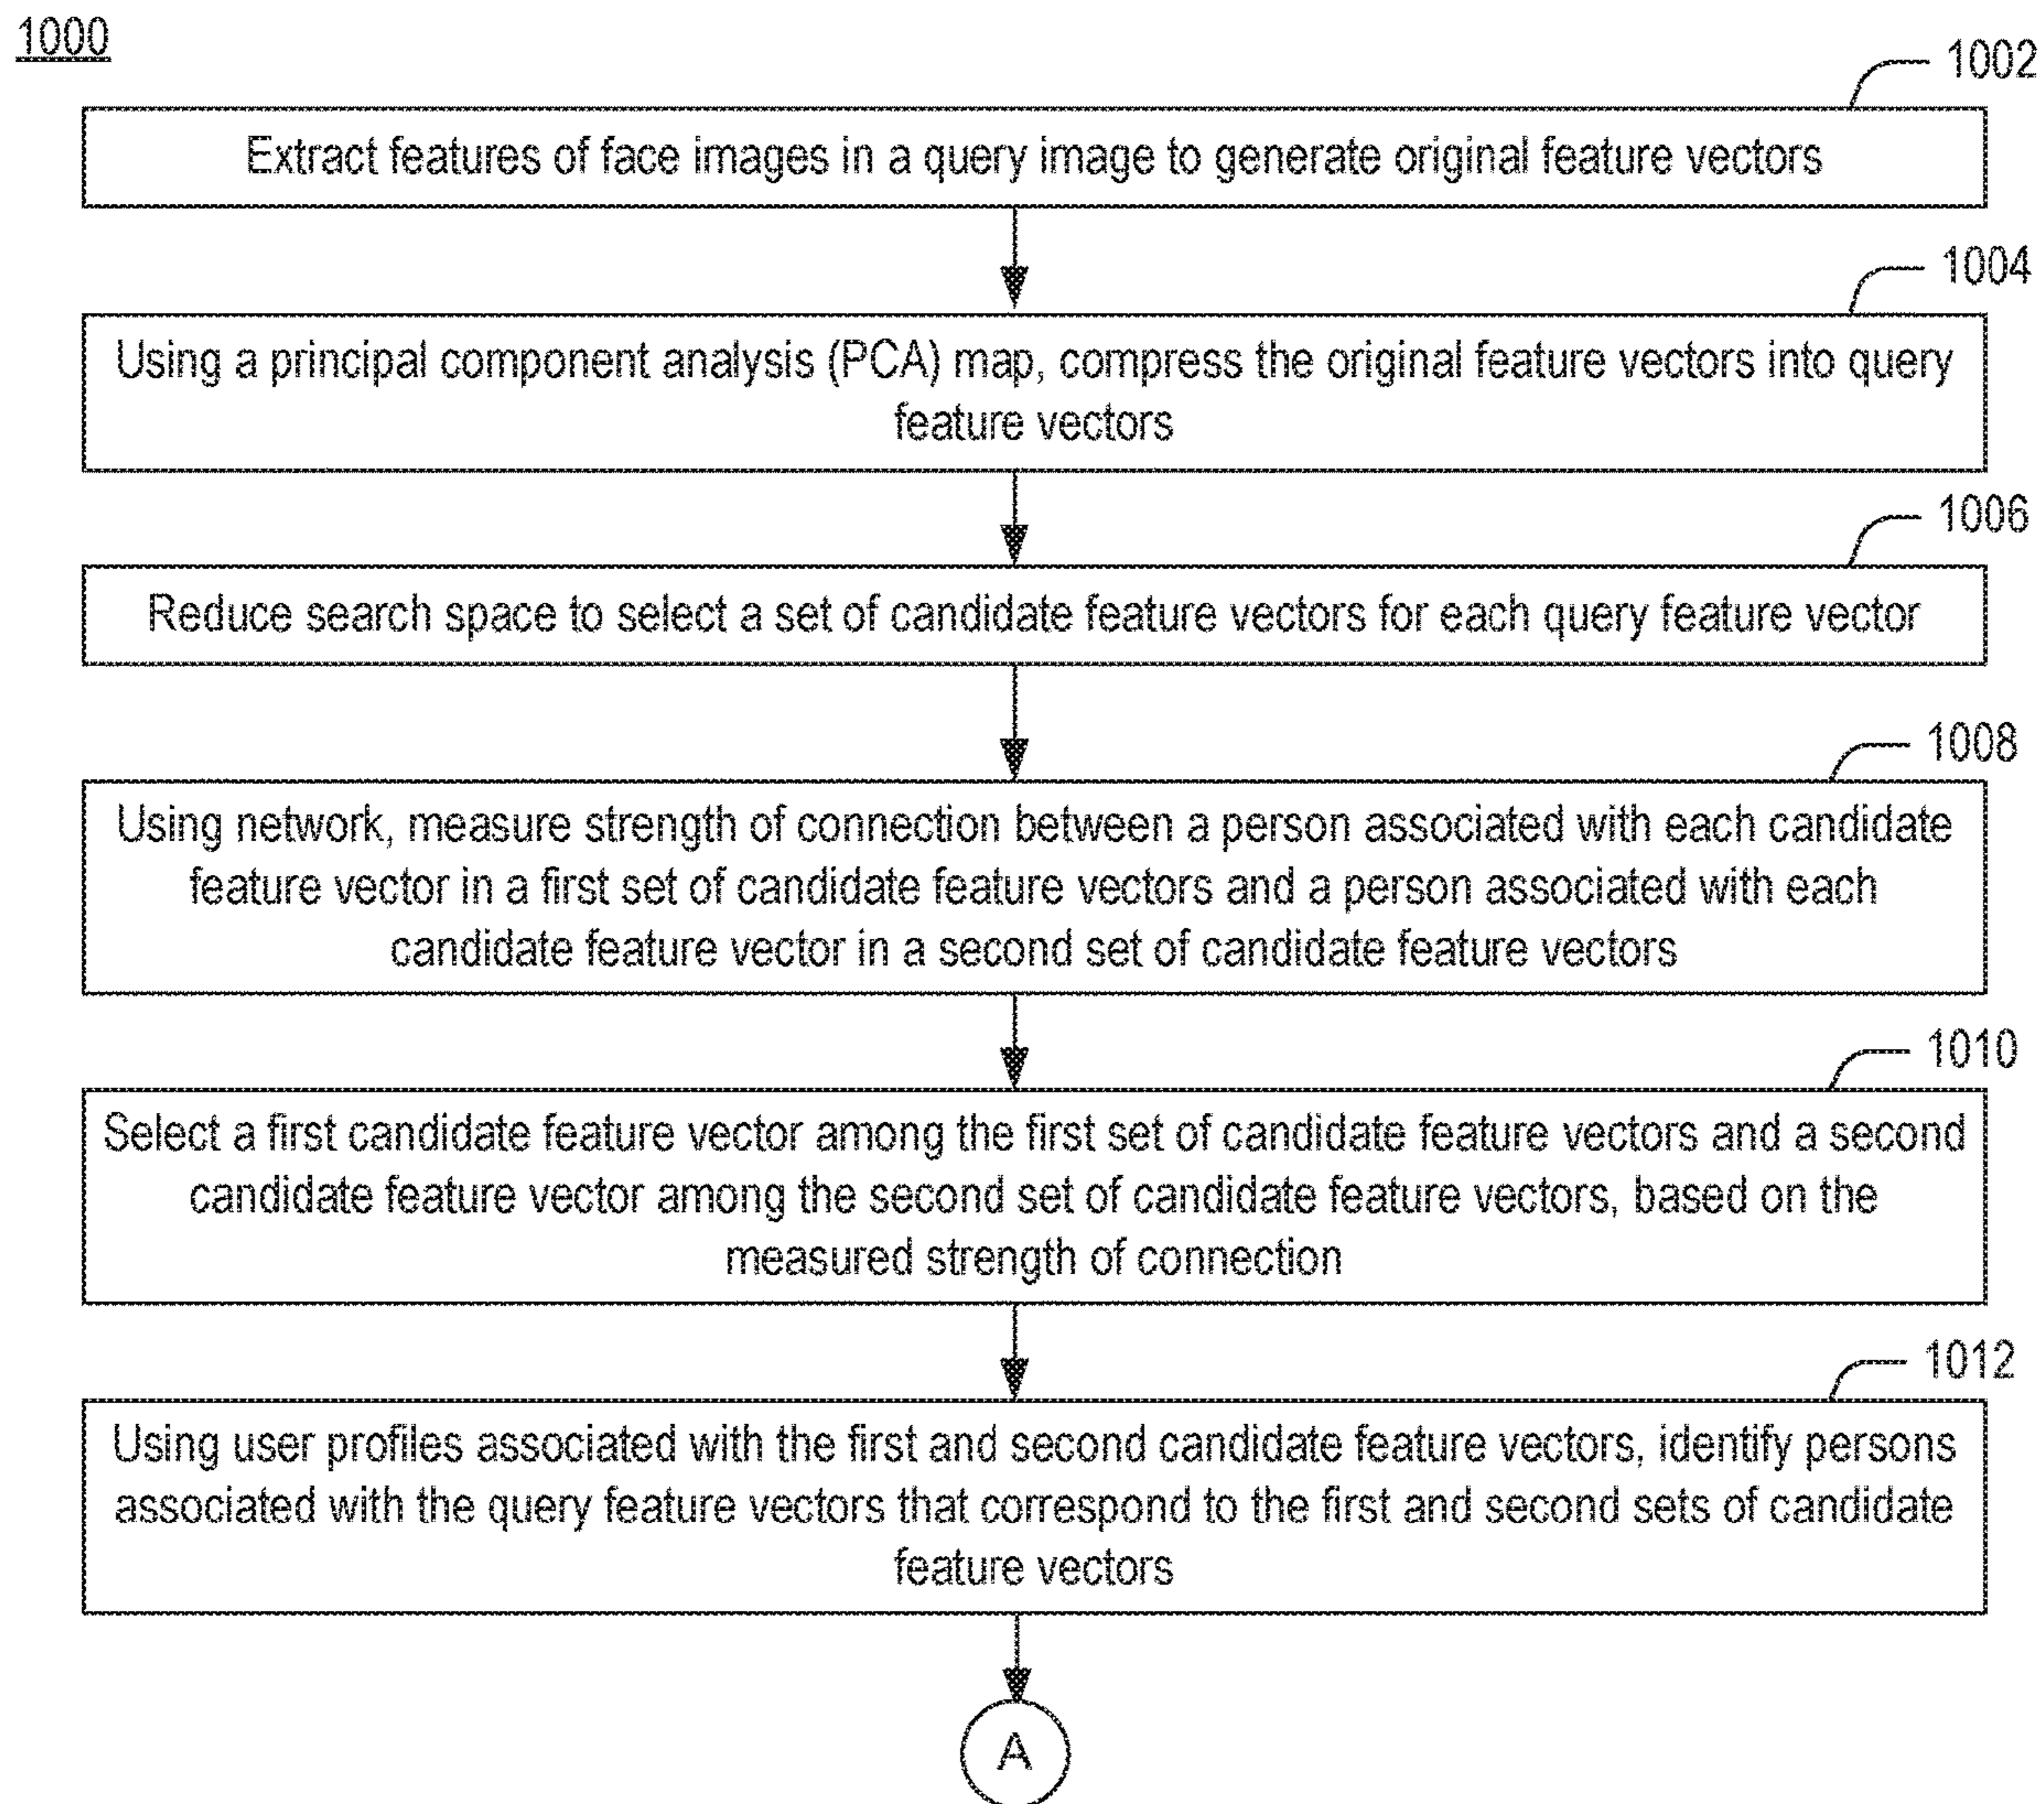 1000
1002
Extract features of face images in a query image to generate original feature vectors
1004
Using a principal component analysis (PCA) map, compress the original feature vectors into query
feature vectors
1006
Reduce search space to select a set of candidate feature vectors for each query feature vector
1008
Using network, measure strength of connection between a person associated with each candidate
feature vector in a first set of candidate feature vectors and a person associated with each
candidate feature vector in a second set of candidate feature vectors
1010
Select a first candidate feature vector among the first set of candidate feature vectors and a second
candidate feature vector among the second set of candidate feature vectors, based on the
measured strength of connection
1012
Using user profiles associated with the first and second candidate feature vectors, identify persons
associated with the query feature vectors that correspond to the first and second sets of candidate
feature vectors
A